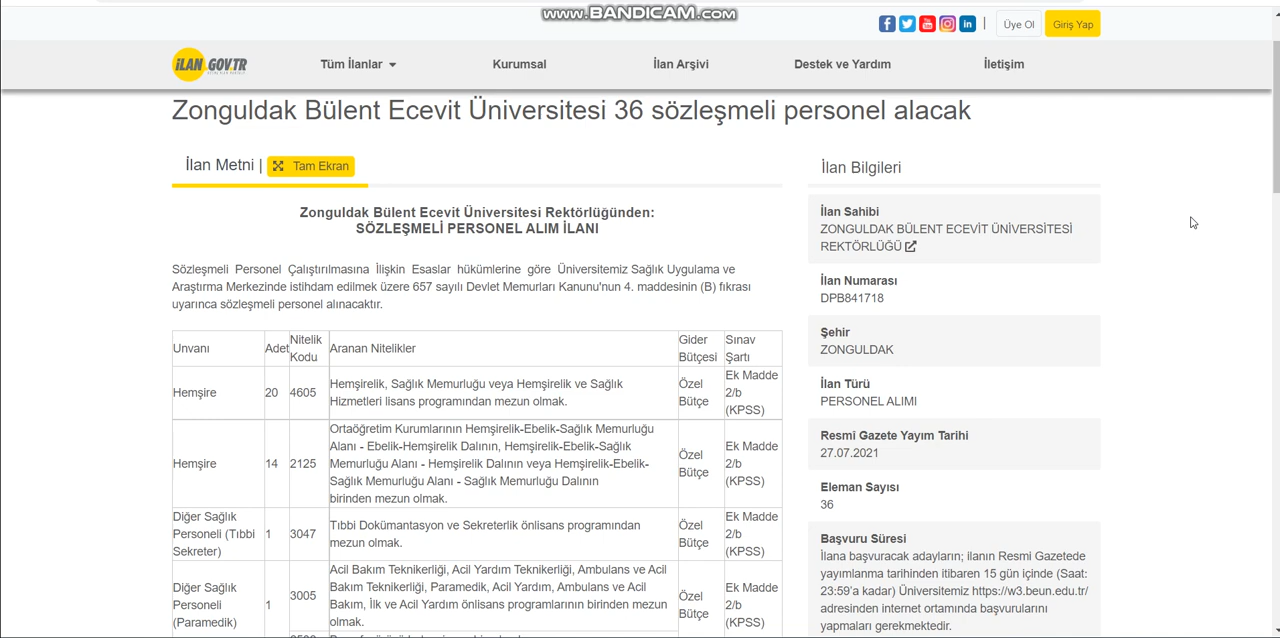 www.BANDICAM.com
Üye Ol
Giriş Yap
iLAN.GOV.TR
Tüm İlanlar
Kurumsal
İlan Arşivi
Destek ve Yardım
İletişim
Zonguldak Bülent Ecevit Üniversitesi 36 sözleşmeli personel alacak
İlan Metni | Tam Ekran
Zonguldak Bülent Ecevit Üniversitesi Rektörlüğünden:
SÖZLEŞMELİ PERSONEL ALIM İLANI
Sözleşmeli Personel Çalıştırılmasına İlişkin Esaslar hükümlerine göre Üniversitemiz Sağlık Uygulama ve
Araştırma Merkezinde istihdam edilmek üzere 657 sayılı Devlet Memurları Kanunu'nun 4. maddesinin (B) fıkrası
uyarınca sözleşmeli personel alınacaktır.
Unvanı
Adet
Nitelik
Kodu
Aranan Nitelikler
Gider
Bütçesi
Sınav
Şartı
Hemşire
20
4605
Hemşirelik, Sağlık Memurluğu veya Hemşirelik ve Sağlık
Hizmetleri lisans programından mezun olmak.
Özel
Bütçe
Ek Madde
2/b
(KPSS)
Hemşire
14
2125
Ortaöğretim Kurumlarının Hemşirelik-Ebelik-Sağlık Memurluğu
Alanı - Ebelik-Hemşirelik Dalının, Hemşirelik-Ebelik-Sağlık
Memurluğu Alanı - Hemşirelik Dalının veya Hemşirelik-Ebelik-
Sağlık Memurluğu Alanı - Sağlık Memurluğu Dalının
birinden mezun olmak.
Özel
Bütçe
Ek Madde
2/b
(KPSS)
Diğer Sağlık
Personeli (Tıbbi
Sekreter)
1
3047
Tıbbi Dokümantasyon ve Sekreterlik önlisans programından
mezun olmak.
Özel
Bütçe
Ek Madde
2/b
(KPSS)
Diğer Sağlık
Personeli
(Paramedik)
1
3005
Acil Bakım Teknikerliği, Acil Yardım Teknikerliği, Ambulans ve Acil
Bakım Teknikerliği, Paramedik, Acil Yardım, Ambulans ve Acil
Bakım, İlk ve Acil Yardım önlisans programlarının birinden mezun
olmak.
Özel
Bütçe
Ek Madde
2/b
(KPSS)
İlan Bilgileri
İlan Sahibi
ZONGULDAK BÜLENT ECEVİT ÜNİVERSİTESİ
REKTÖRLÜĞÜ
İlan Numarası
DPB841718
Şehir
ZONGULDAK
İlan Türü
PERSONEL ALIMI
Resmî Gazete Yayım Tarihi
27.07.2021
Eleman Sayısı
36
Başvuru Süresi
İlana başvuracak adayların; ilanın Resmi Gazetede
yayımlanma tarihinden itibaren 15 gün içinde (Saat:
23:59'a kadar) Üniversitemiz https://w3.beun.edu.tr/
adresinden internet ortamında başvurularını
yapmaları gerekmektedir.